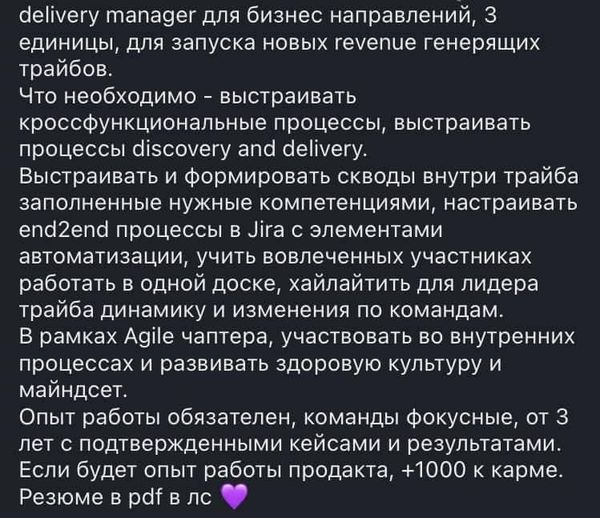 delivery manager для бизнес направлений, 3
единицы, для запуска новых revenue генерящих
трайбов.
Что необходимо - выстраивать
кроссфункциональные процессы, выстраивать
процессы discovery and delivery.
Выстраивать и формировать скводы внутри трайба
заполненные нужные компетенциями, настраивать
end2end процессы в Jira с элементами
автоматизации, учить вовлеченных участниках
работать в одной доске, хайлайтить для лидера
трайба динамику и изменения по командам.
В рамках Agile чаптера, участвовать во внутренних
процессах и развивать здоровую культуру и
майндсет.
Опыт работы обязателен, команды фокусные, от 3
лет с подтвержденными кейсами и результатами.
Если будет опыт работы продакта, +1000 к карме.
Резюме в pdf в лс 💜